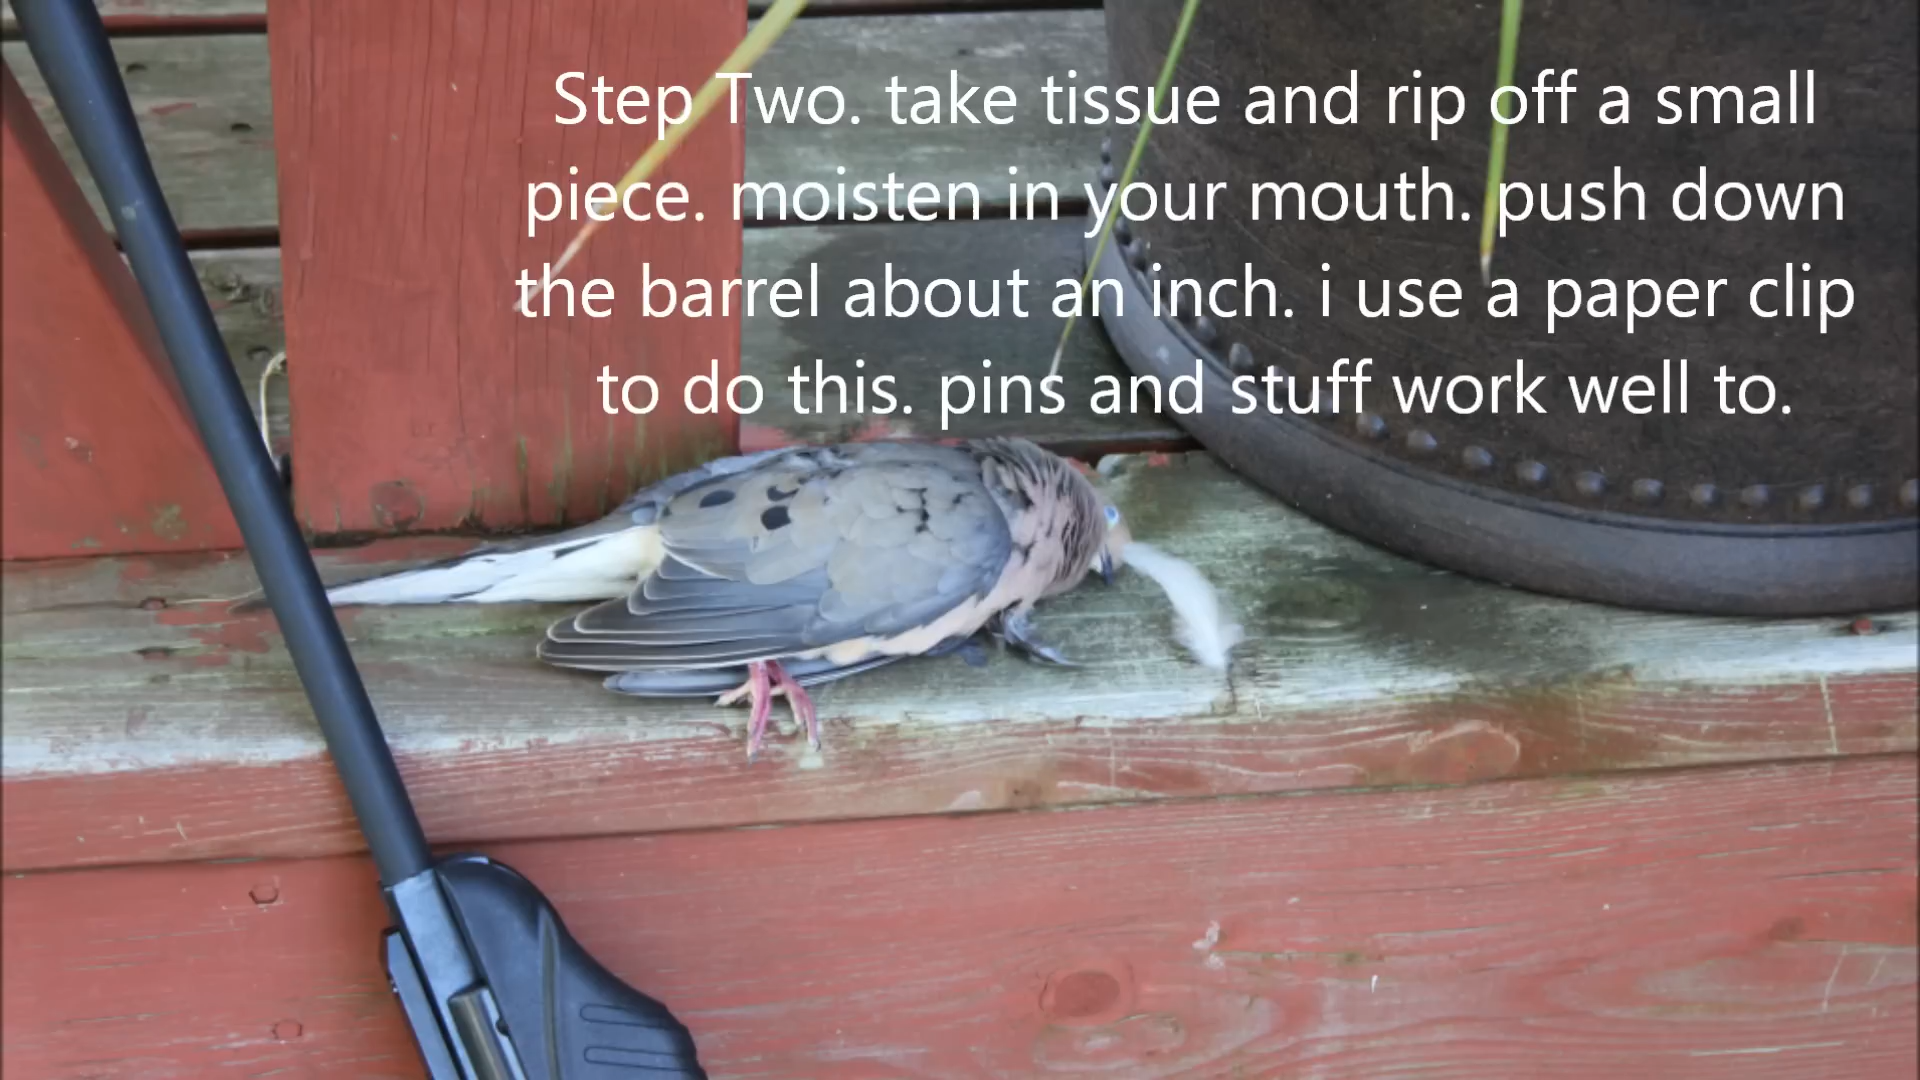 Step Two. take tissue and rip off a small
piece. moisten in your mouth. push down
the barrel about an inch. i use a paper clip
to do this. pins and stuff work well to.